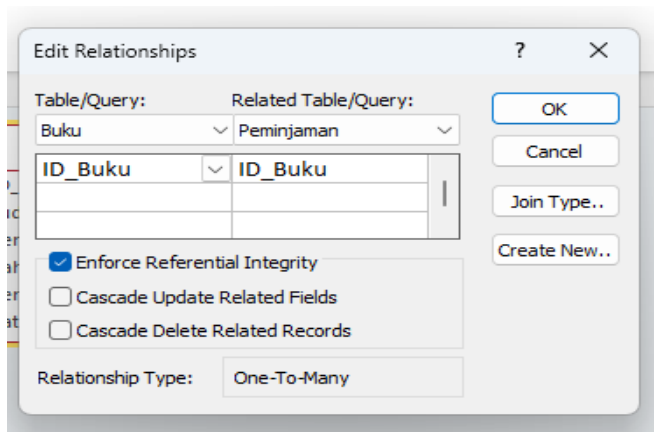 Edit Relationships ? ×
Table/Query: Related Table/Query:
Buku Peminjaman
ID_Buku ID_Buku
Enforce Referential Integrity
Cascade Update Related Fields
Cascade Delete Related Records
Relationship Type: One-To-Many
OK
Cancel
Join Type..
Create New..